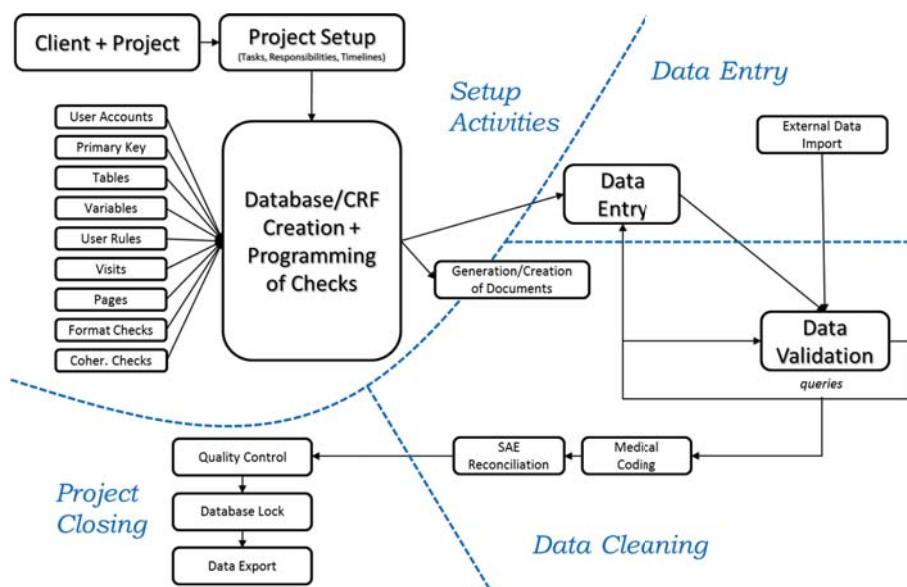 Client + Project
Project Setup
(Tasks, Responsibilities, Timelines)
Setup
Activities
Data Entry
User Accounts
Primary Key
Tables
Variables
User Rules
Visits
Pages
Format Checks
Coher. Checks
Database/CRF
Creation +
Programming
of Checks
External Data
Import
Data
Entry
Generation/Creation
of Documents
Data
Validation
queries
Quality Control
SAE
Reconciliation
Medical
Coding
Project
Closing
Database Lock
Data Export
Data Cleaning